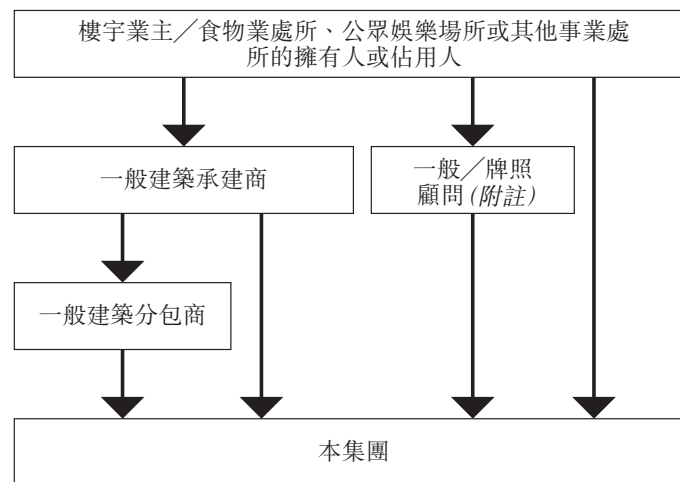 樓宇業主／食物業處所、公眾娛樂場所或其他事業處
所的擁有人或佔用人
一般建築承建商
一般／牌照
顧問(附註)
一般建築分包商
本集團